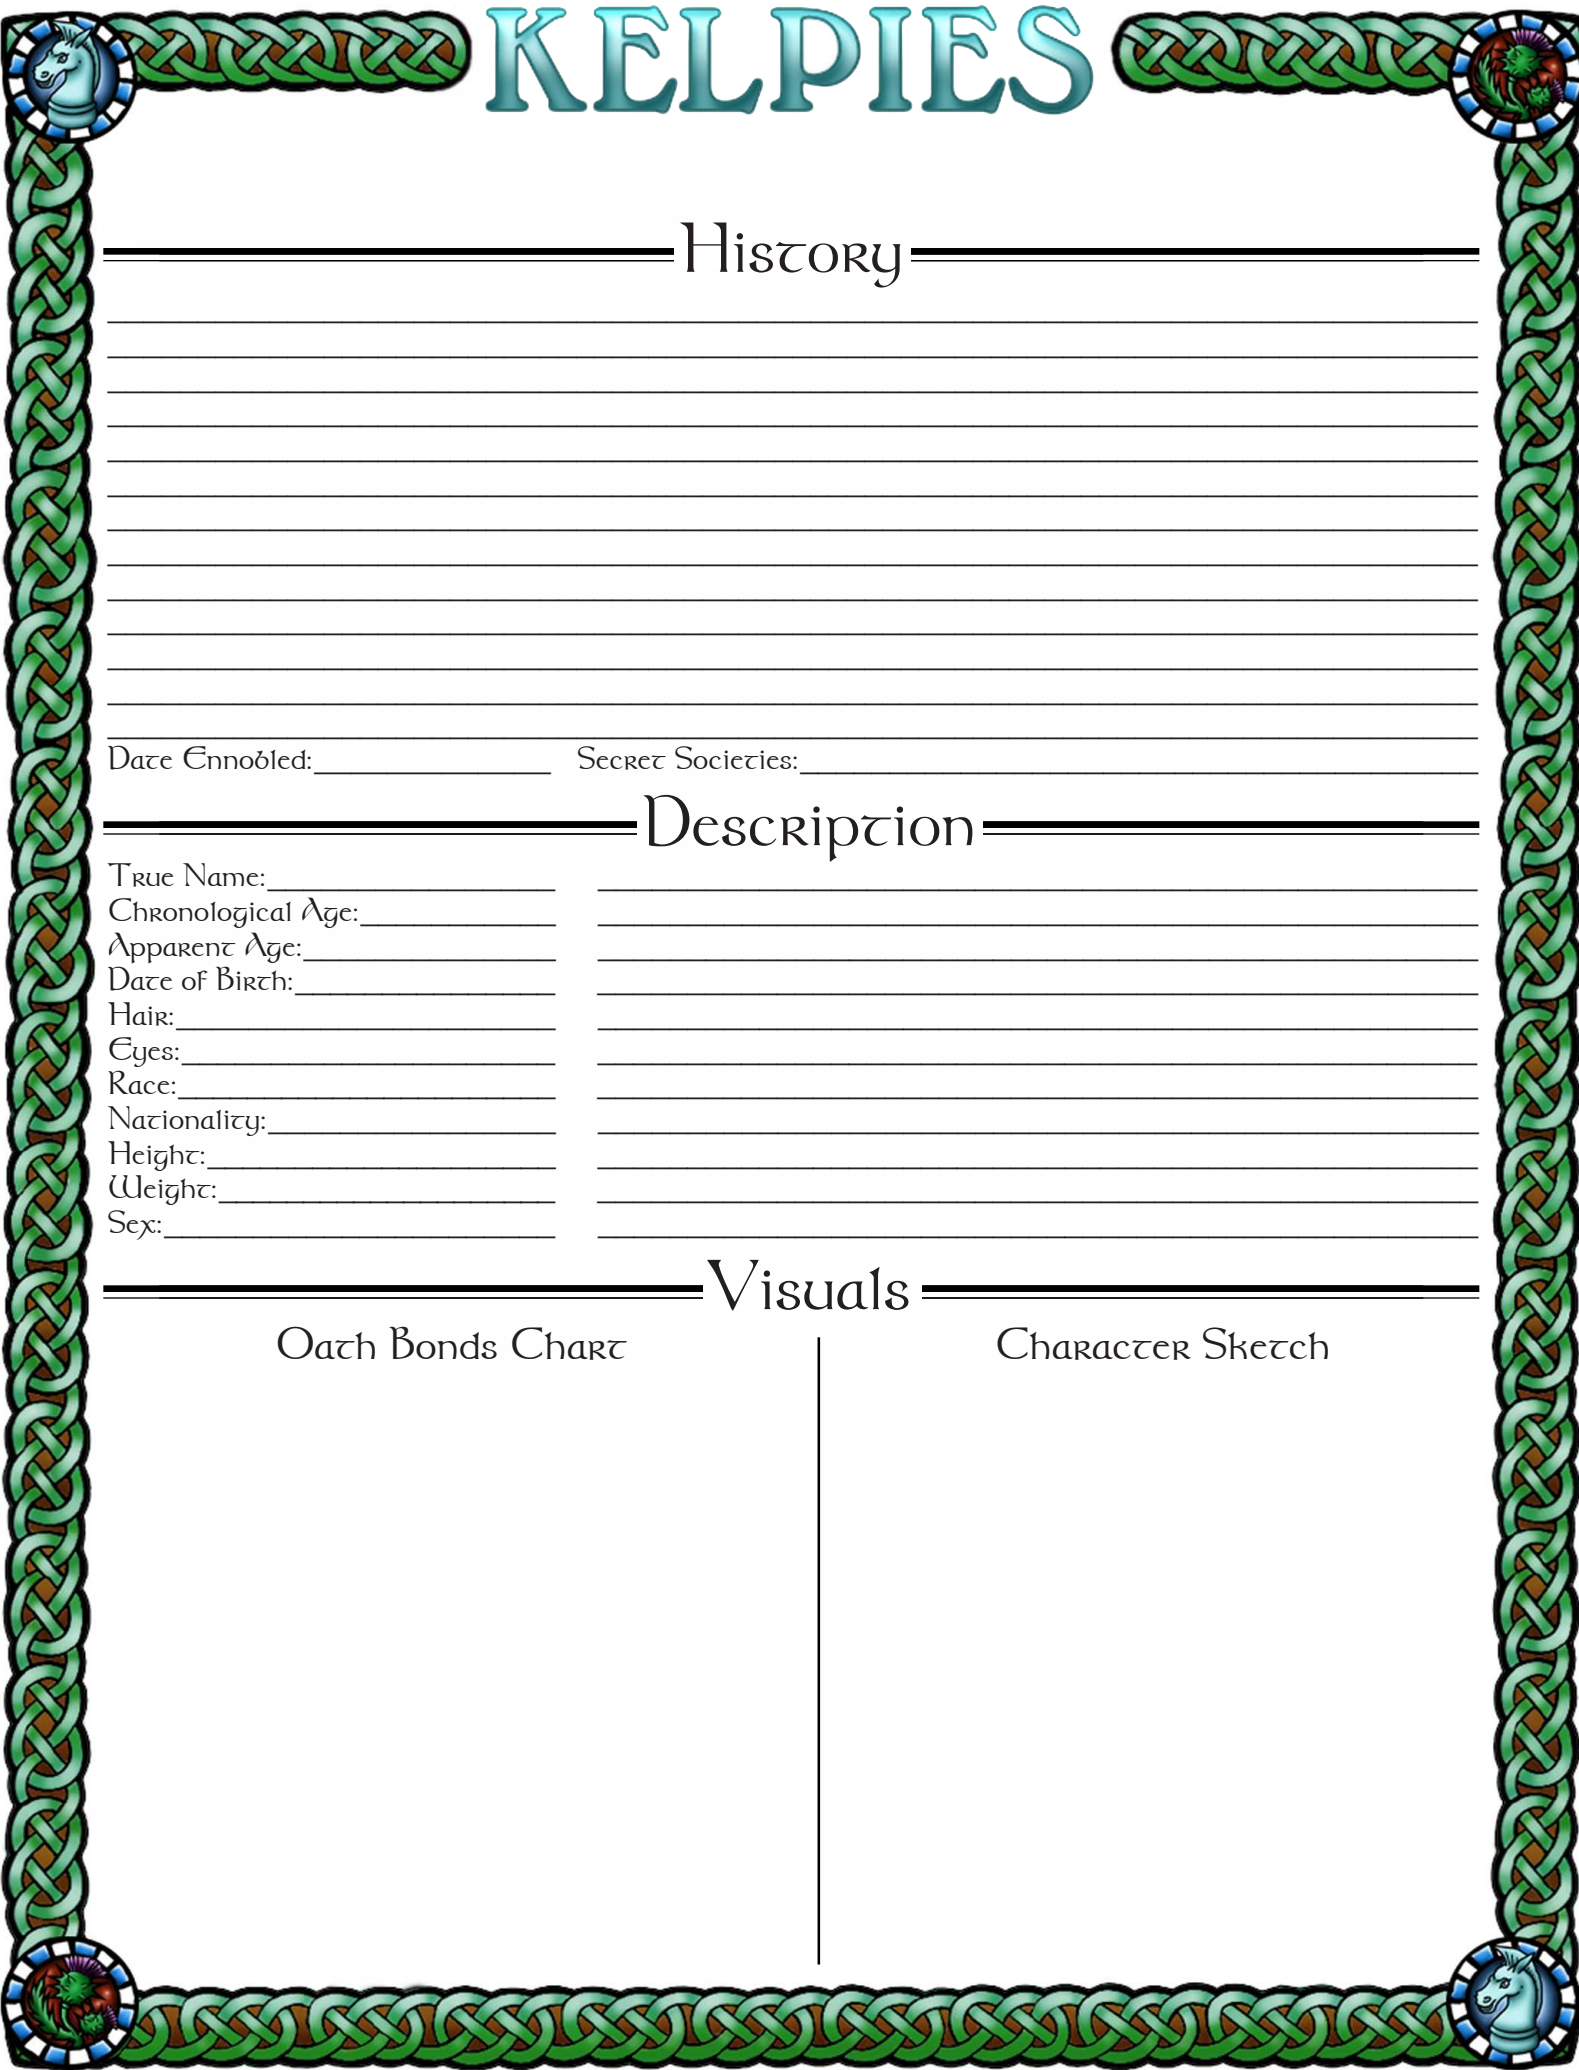 KELPIES
History
Date Ennobled: Secret Societies:
Description
True Name:
Chronological Age:
Apparent Age:
Date of Birth:
Hair:
Eyes:
Race:
Nationality:
Height:
Weight:
Sex:
Visuals
Oath Bonds Chart
Character Sketch